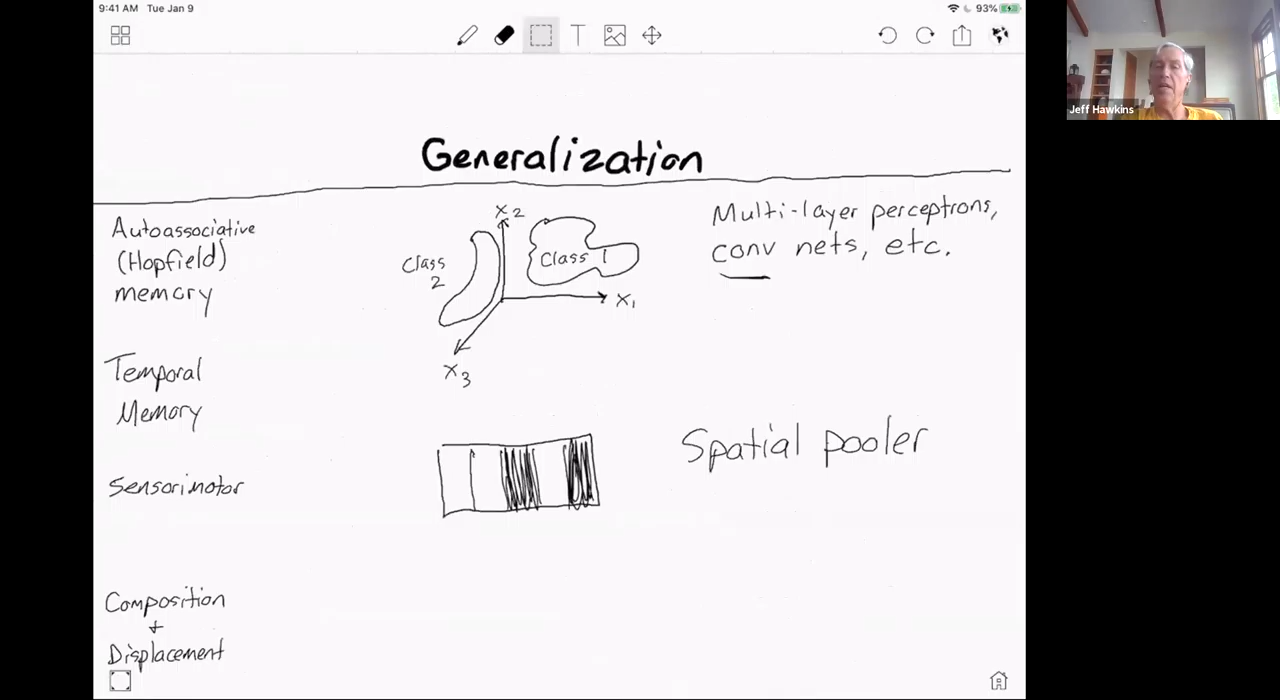 9:41 AM Tue Jan 9
93%
T
Jeff Hawkins
Generalization
Autoassociative
(Hopfield)
memory
Class
2
X2
Class 1
X1
X3
Multi-layer perceptrons,
conv nets, etc.
Temporal
Memory
Spatial pooler
Sensorimotor
Composition
+
Displacement